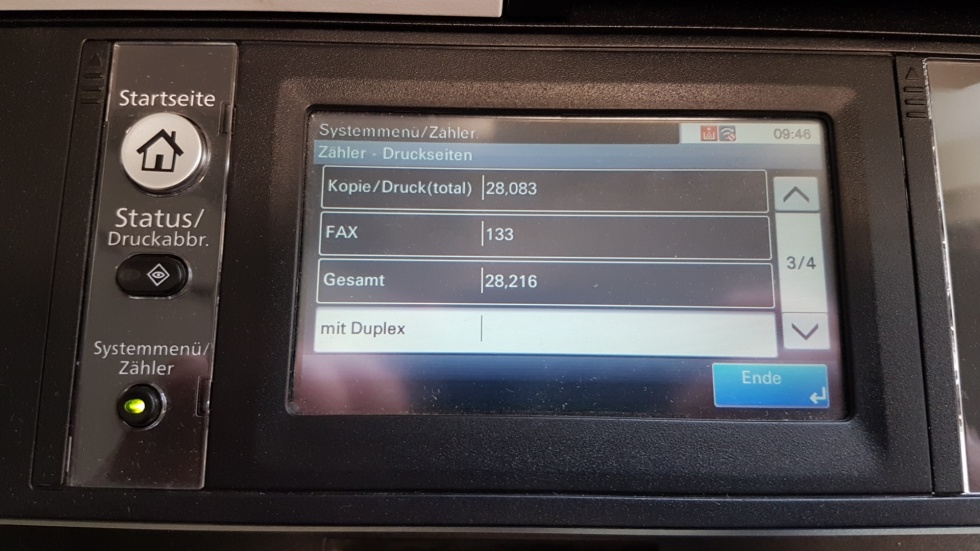 Startseite
Status/
Druckabbr.
Systemmenü/
Zähler
Systemmenü/Zähler.
09:46
Zähler - Druckseiten
Kopie/Druck(total) 28,083
FAX 133
Gesamt 28,216
mit Duplex
3/4
Ende